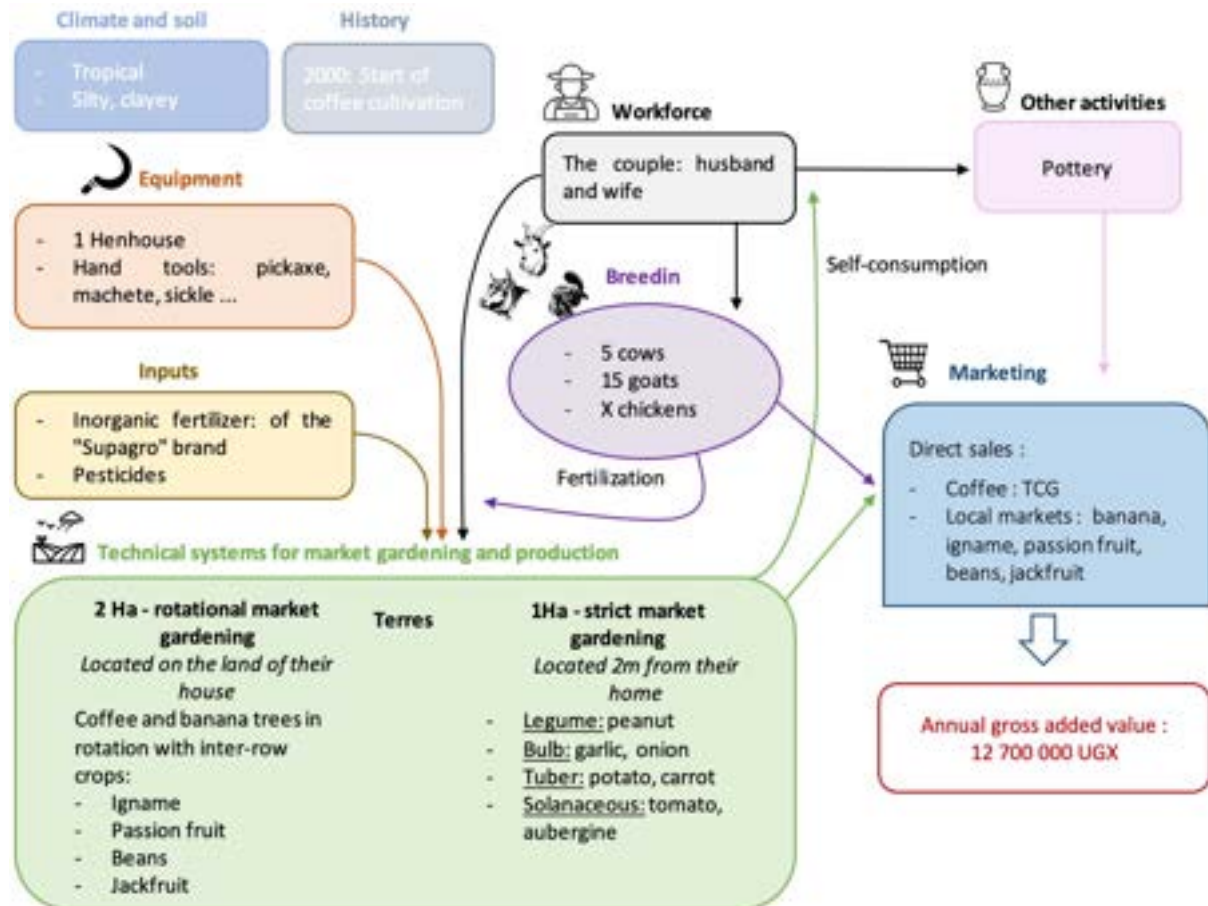 Climate and soil
- Tropical
- Silty, clayey
History
2000: Start of
coffee cultivation
Workforce
The couple: husband
and wife
Other activities
Pottery
Equipment
- 1 Henhouse
- Hand tools: pickaxe,
machete, sickle ...
Self-consumption
Breedin
- 5 cows
- 15 goats
- X chickens
Inputs
- Inorganic fertilizer: of the
"Supagro" brand
- Pesticides
Fertilization
Marketing
Direct sales :
- Coffee : TCG
- Local markets : banana,
igname, passion fruit,
beans, jackfruit
Technical systems for market gardening and production
2 Ha - rotational market
gardening
Located on the land of their
house
Coffee and banana trees in
rotation with inter-row
crops:
- Igname
- Passion fruit
- Beans
- Jackfruit
Terres
1Ha - strict market
gardening
Located 2m from their
home
- Legume: peanut
- Bulb: garlic, onion
- Tuber: potato, carrot
- Solanaceous: tomato,
aubergine
Annual gross added value :
12 700 000 UGX